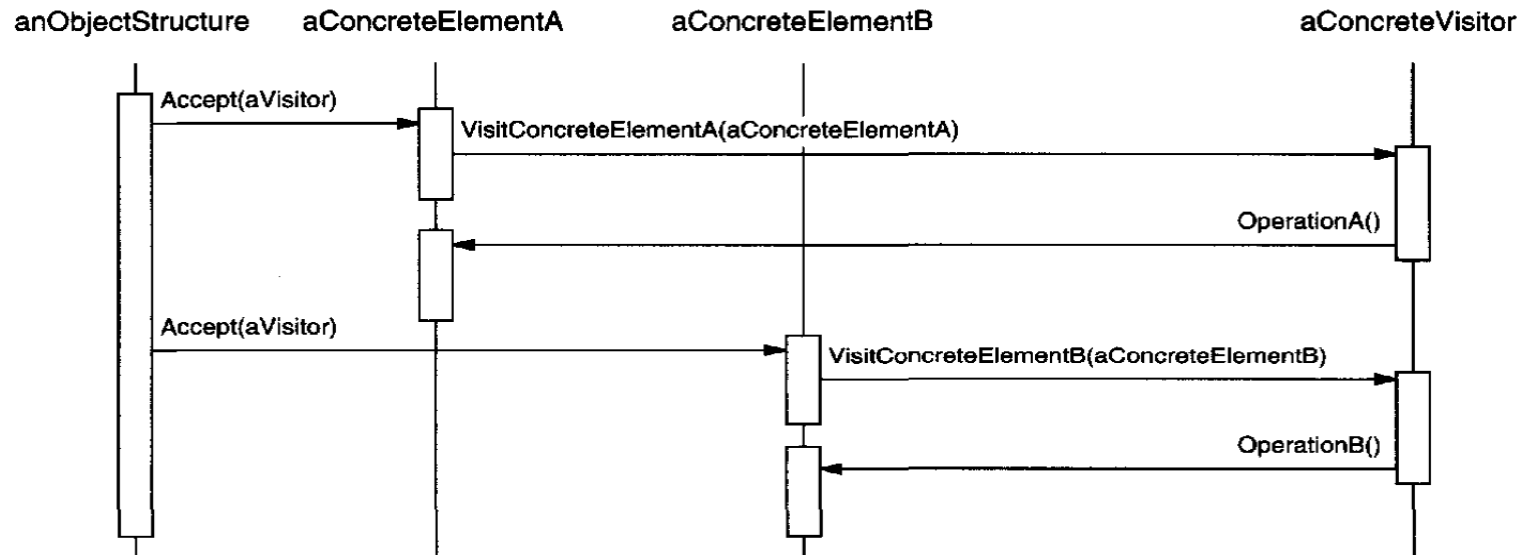 anObjectStructure aConcreteElementA aConcreteElementB aConcreteVisitor
Accept(aVisitor)
VisitConcreteElementA(aConcreteElementA)
OperationA()
Accept(aVisitor)
VisitConcreteElementB(aConcreteElementB)
OperationB()